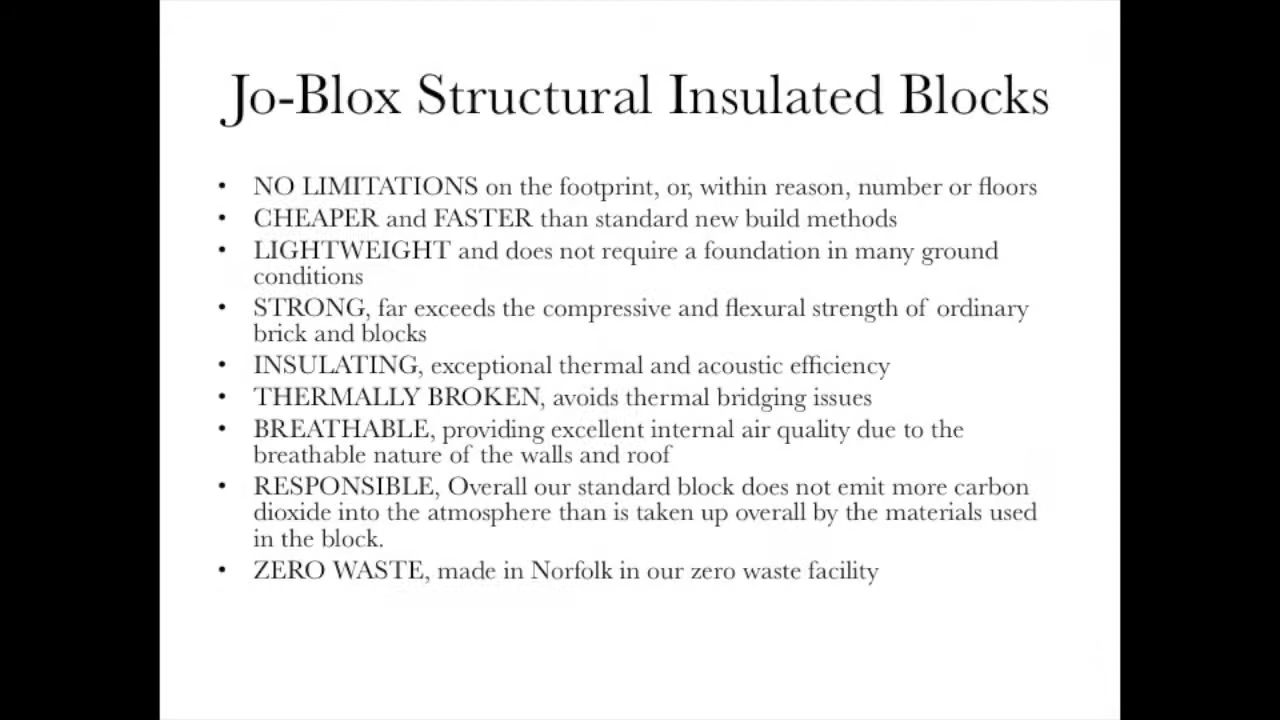 Jo-Blox Structural Insulated Blocks
• NO LIMITATIONS on the footprint, or, within reason, number or floors
• CHEAPER and FASTER than standard new build methods
• LIGHTWEIGHT and does not require a foundation in many ground
conditions
• STRONG, far exceeds the compressive and flexural strength of ordinary
brick and blocks
• INSULATING, exceptional thermal and acoustic efficiency
• THERMALLY BROKEN, avoids thermal bridging issues
• BREATHABLE, providing excellent internal air quality due to the
breathable nature of the walls and roof
• RESPONSIBLE, Overall our standard block does not emit more carbon
dioxide into the atmosphere than is taken up overall by the materials used
in the block.
• ZERO WASTE, made in Norfolk in our zero waste facility